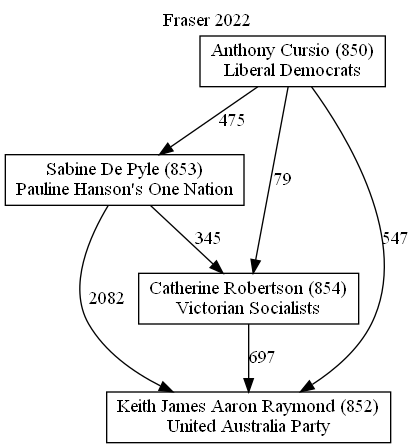 Fraser 2022
Anthony Cursio (850)
Liberal Democrats
475
Sabine De Pyle (853)
Pauline Hanson's One Nation
79
547
345
Catherine Robertson (854)
Victorian Socialists
2082
697
Keith James Aaron Raymond (852)
United Australia Party